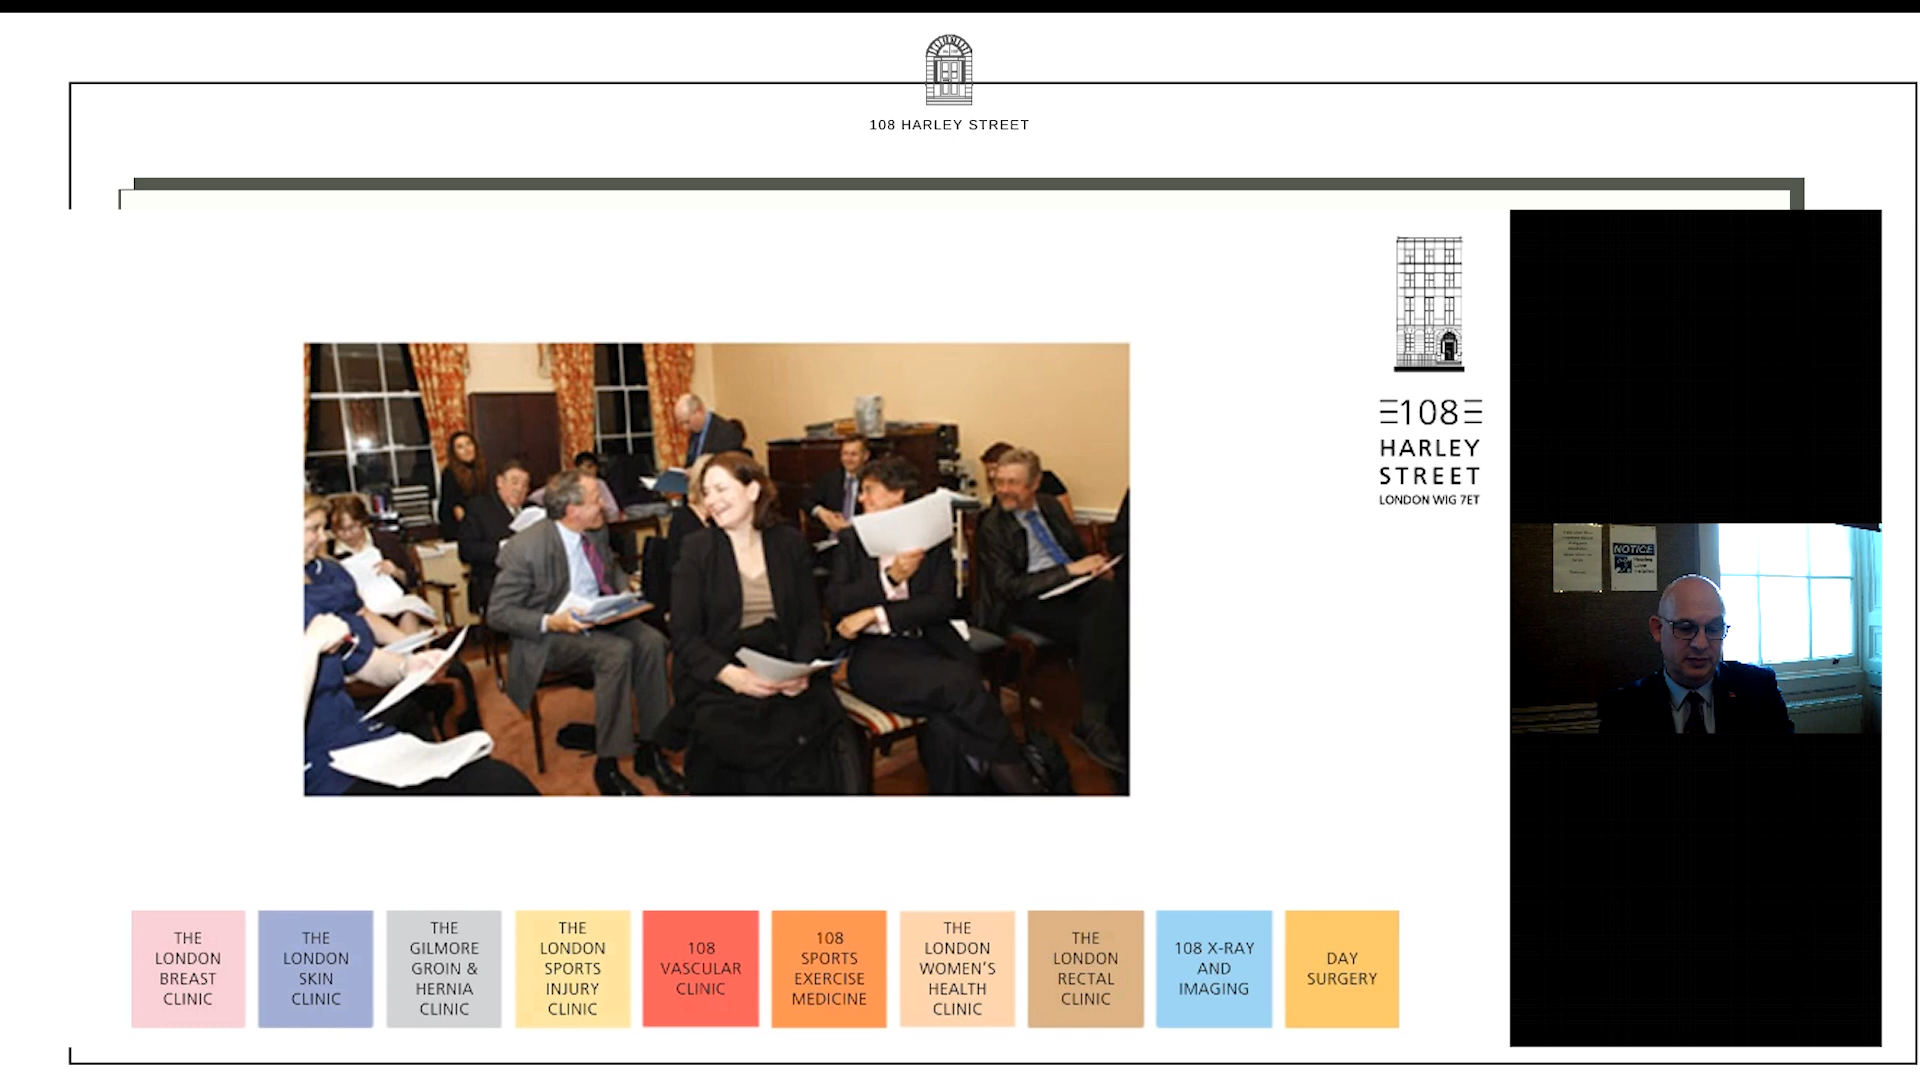 108 HARLEY STREET
≡108≡
HARLEY
STREET
LONDON W1G 7ET
NOTICE
THE
LONDON
BREAST
CLINIC
THE
LONDON
SKIN
CLINIC
THE
GILMORE
GROIN &
HERNIA
CLINIC
THE
LONDON
SPORTS
INJURY
CLINIC
108
VASCULAR
CLINIC
108
SPORTS
EXERCISE
MEDICINE
THE
LONDON
WOMEN'S
HEALTH
CLINIC
THE
LONDON
RECTAL
CLINIC
108 X-RAY
AND
IMAGING
DAY
SURGERY